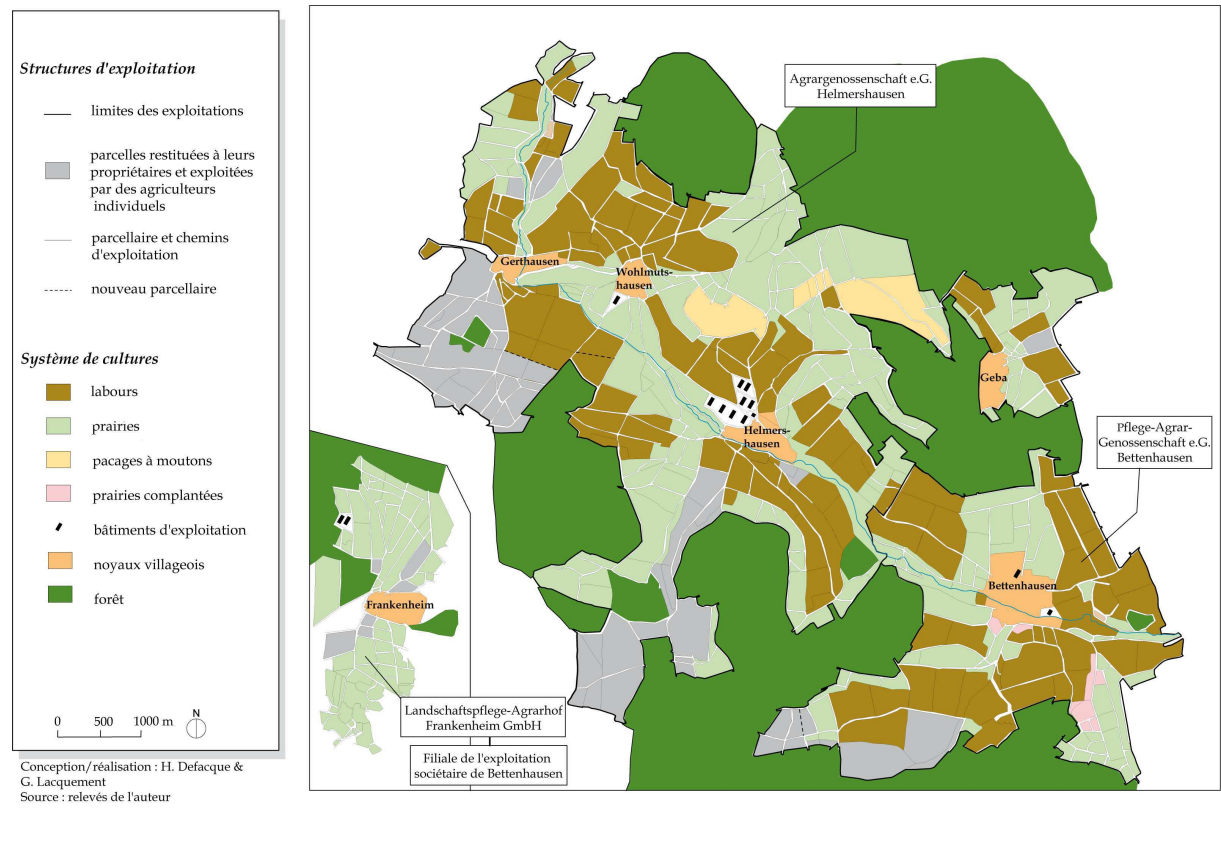 Structures d'exploitation
limites des exploitations
parcelles restituées à leurs
propriétaires et exploitées
par des agriculteurs
individuels
parcellaire et chemins
d'exploitation
nouveau parcellaire
Système de cultures
labours
prairies
pacages à moutons
prairies complantées
bâtiments d'exploitation
noyaux villageois
forêt
0 500 1000 m N
Conception/réalisation : H. Defacque &
G. Lacquement
Source : relevés de l'auteur
Agrargenossenschaft e.G.
Helmershausen
Gerthausen
Wohlmuts-
hausen
Geba
Helmers-
hausen
Pflege-Agrar-
Genossenschaft e.G.
Bettenhausen
Bettenhausen
Frankenheim
Landschaftspflege-Agrarhof
Frankenheim GmbH
Filiale de l'exploitation
sociétaire de Bettenhausen